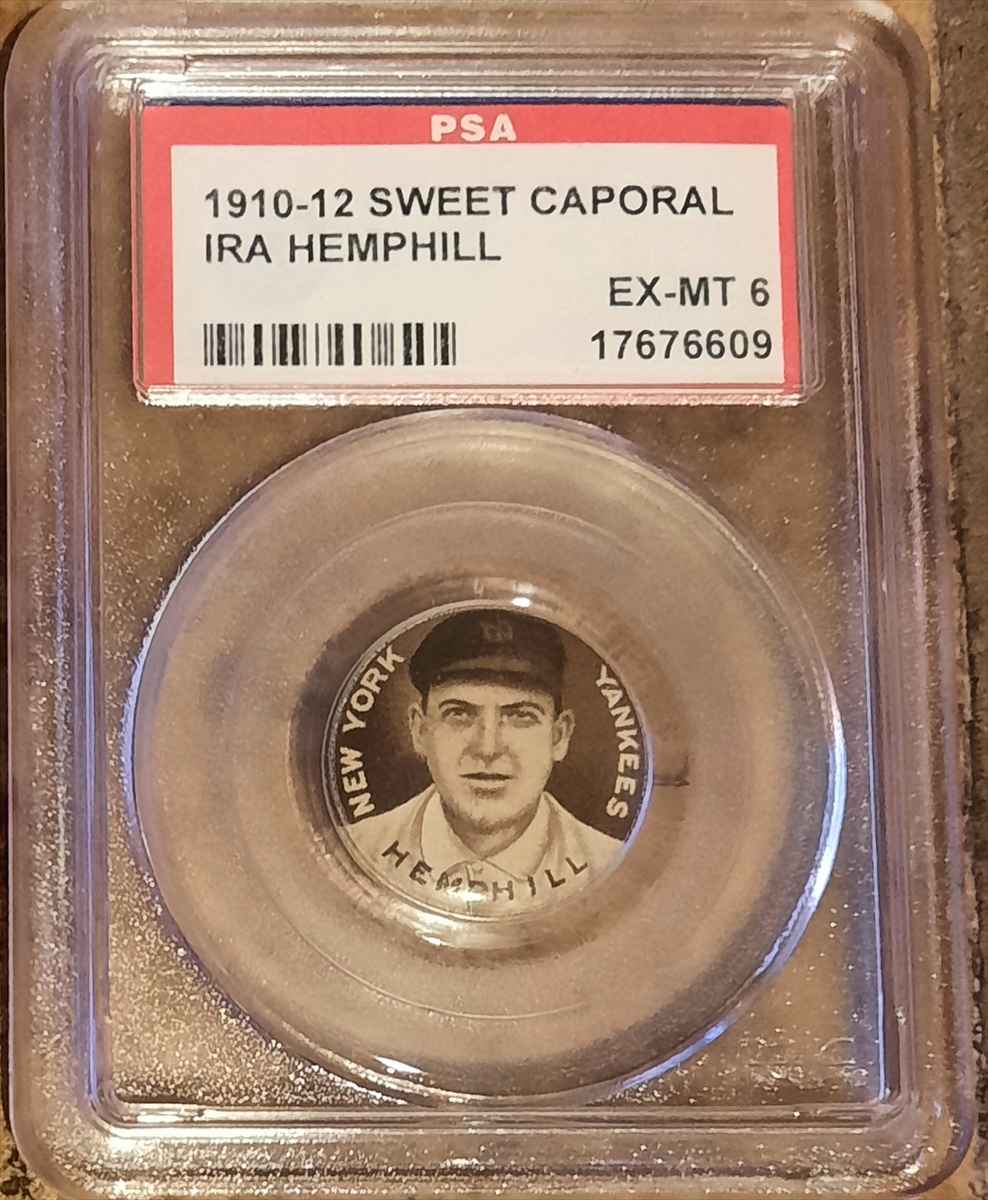 PSA
1910-12 SWEET CAPORAL
IRA HEMPHILL
EX-MT 6
17676609
NEW YORK
YANKEES
HEMPHILL